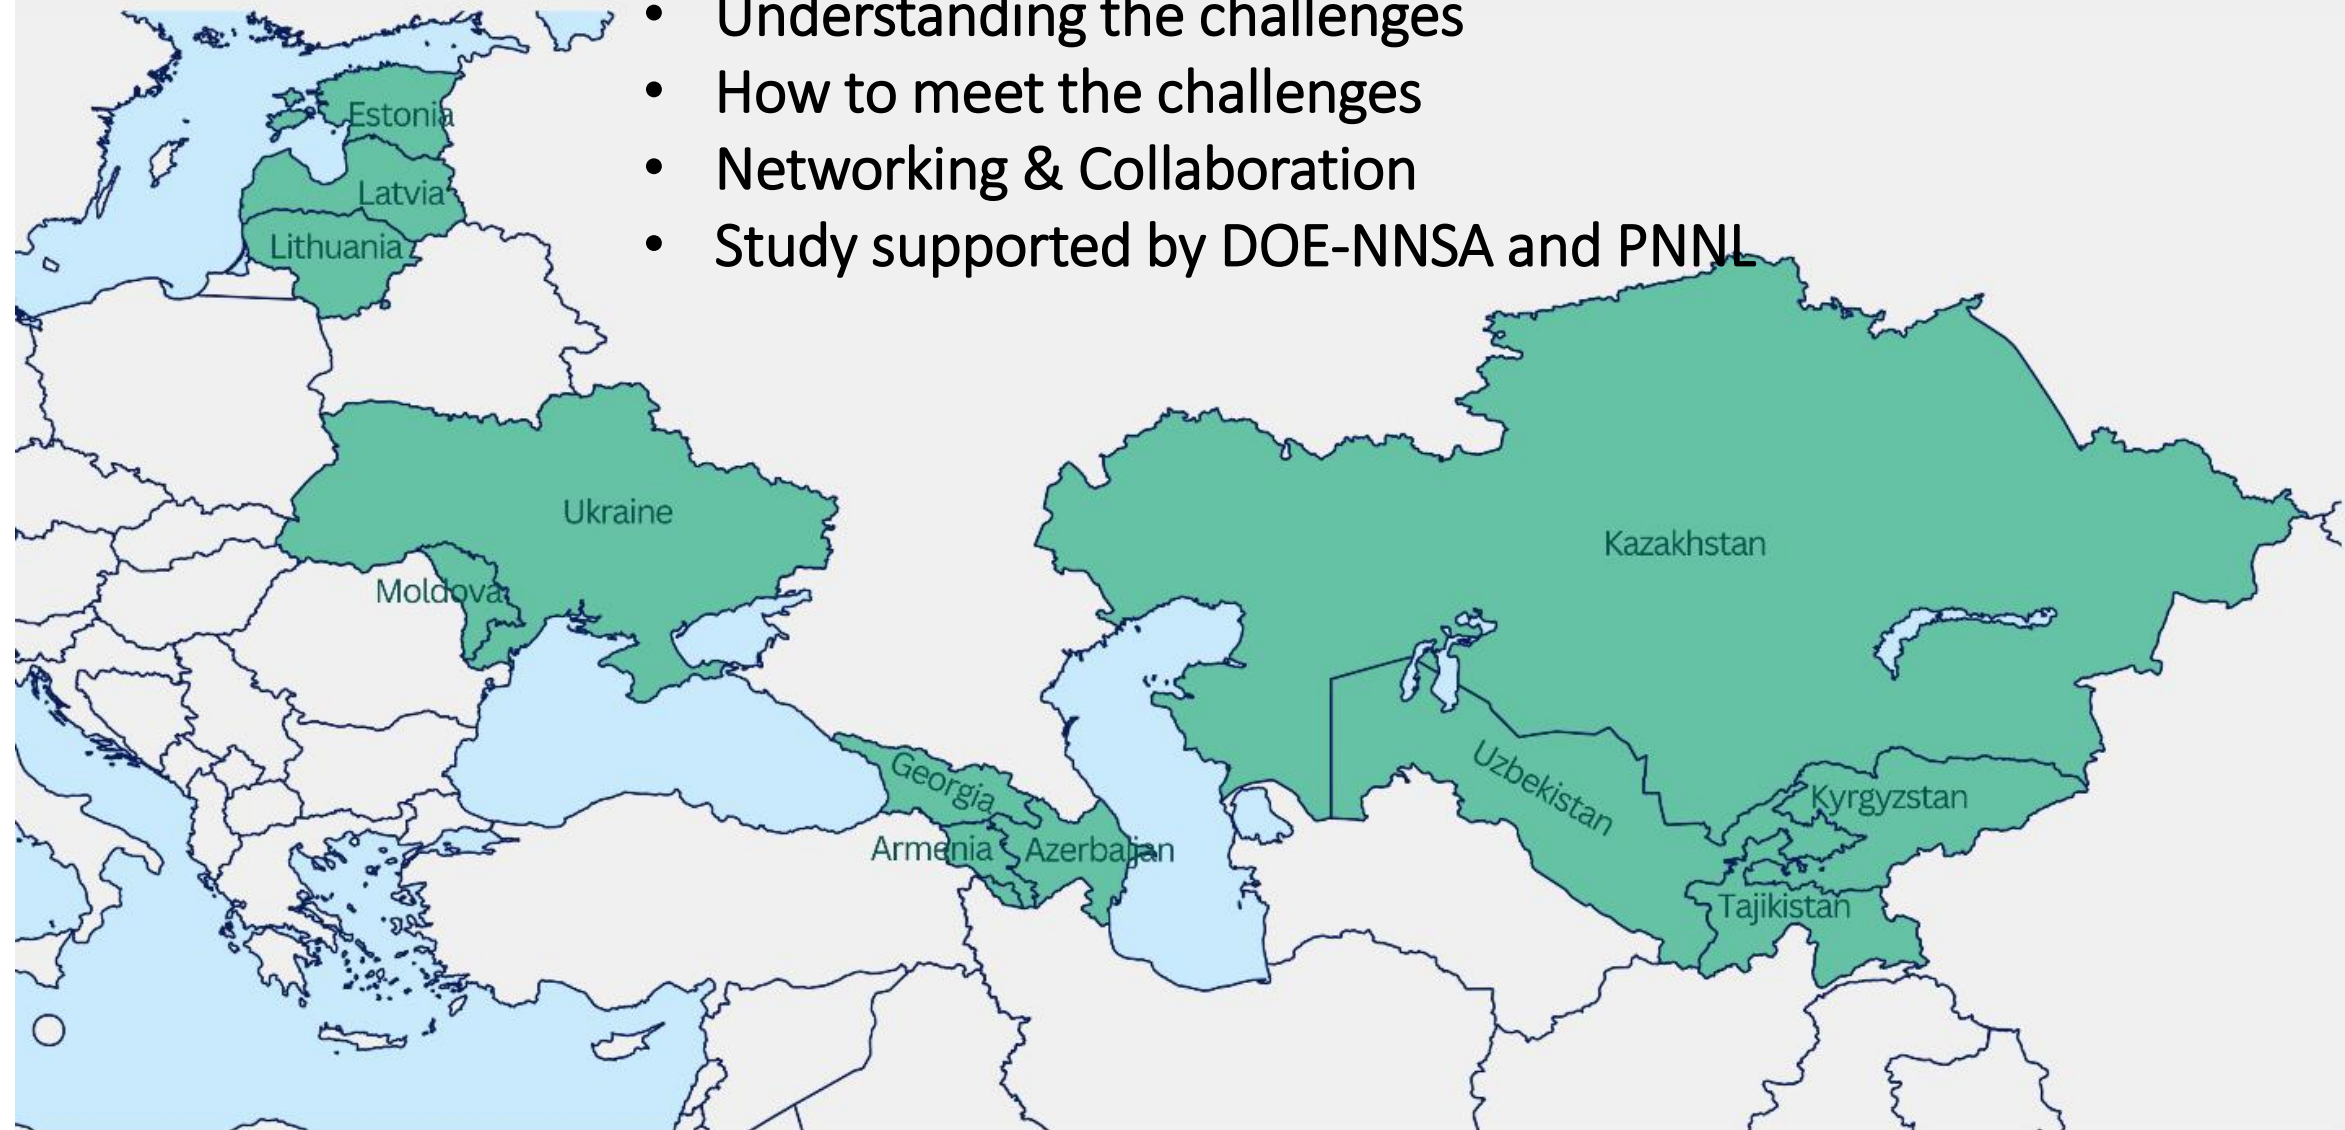 • Understanding the challenges
• How to meet the challenges
• Networking & Collaboration
• Study supported by DOE-NNSA and PNNL
Estonia
Latvia
Lithuania
Ukraine
Kazakhstan
Moldova
Georgia
Uzbekistan
Kyrgyzstan
Armenia
Azerbaijan
Tajikistan